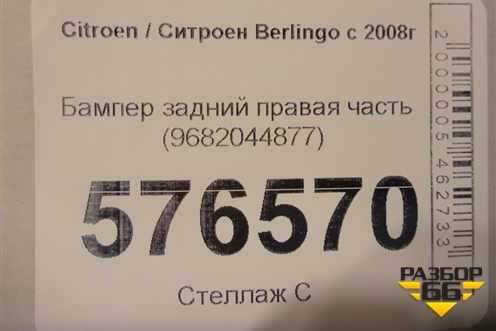 Citroen / Ситроен Berlingo с 2008г
Бампер задний правая часть
(9682044877)
576570
Стеллаж С
2000005462733
РАЗБОР
66